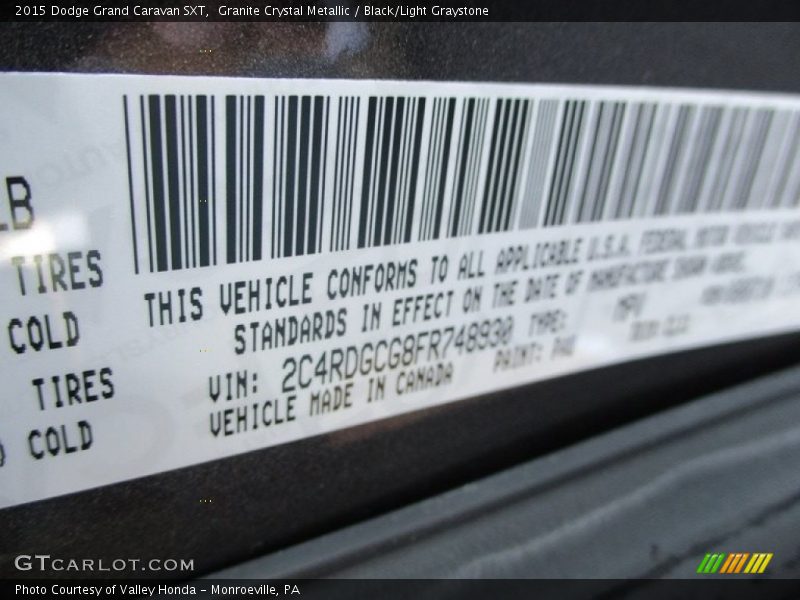 2015 Dodge Grand Caravan SXT, Granite Crystal Metallic / Black/Light Graystone
LB
TIRES
COLD
TIRES
COLD
THIS VEHICLE CONFORMS TO ALL APPLICABLE U.S.A. FEDERAL MOTOR VEHICLE
STANDARDS IN EFFECT ON THE DATE OF MANUFACTURE SHOWN ABOVE.
VIN: 2C4RDGCG8FR748930 TYPE: MPV
VEHICLE MADE IN CANADA PAINT: PAU
GTCARLOT.COM
Photo Courtesy of Valley Honda - Monroeville, PA